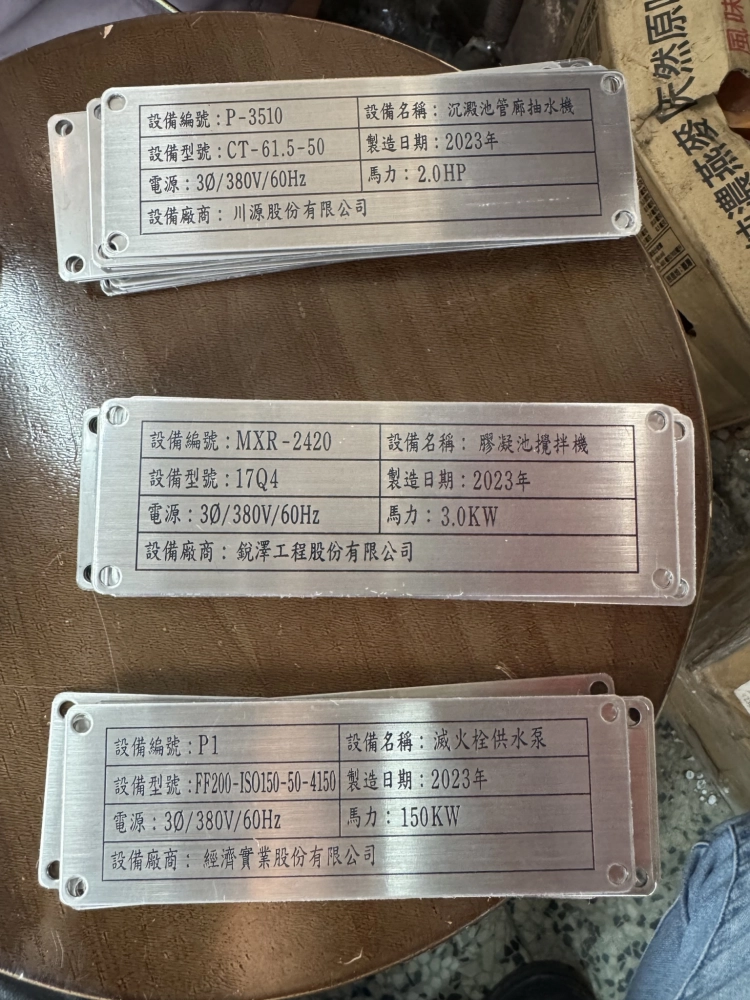 設備編號：P-3510 設備名稱：沉澱池管廊抽水機
設備型號：CT-61.5-50 製造日期：2023年
電源：3Ø/380V/60Hz 馬力：2.0HP
設備廠商：川源股份有限公司
設備編號：MXR-2420 設備名稱：膠凝池攪拌機
設備型號：17Q4 製造日期：2023年
電源：3Ø/380V/60Hz 馬力：3.0KW
設備廠商：銳澤工程股份有限公司
設備編號：P1 設備名稱：滅火栓供水泵
設備型號：FF200-ISO150-50-4150 製造日期：2023年
電源：3Ø/380V/60Hz 馬力：150KW
設備廠商：經濟實業股份有限公司
天然原
風味